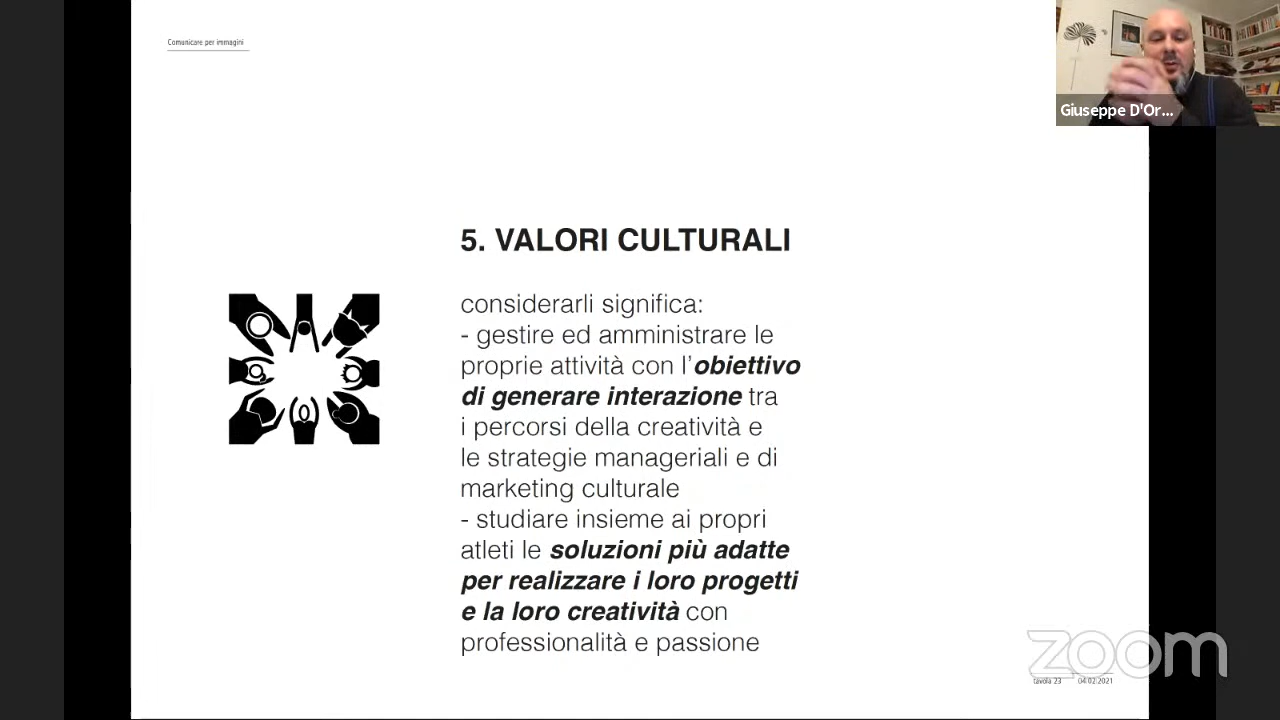 Comunicare per immagini
Giuseppe D'Or...
5. VALORI CULTURALI
considerarli significa:
- gestire ed amministrare le
proprie attività con l'obiettivo
di generare interazione tra
i percorsi della creatività e
le strategie manageriali e di
marketing culturale
- studiare insieme ai propri
atleti le soluzioni più adatte
per realizzare i loro progetti
e la loro creatività con
professionalità e passione
zoom
tavola 23 04-02-2021